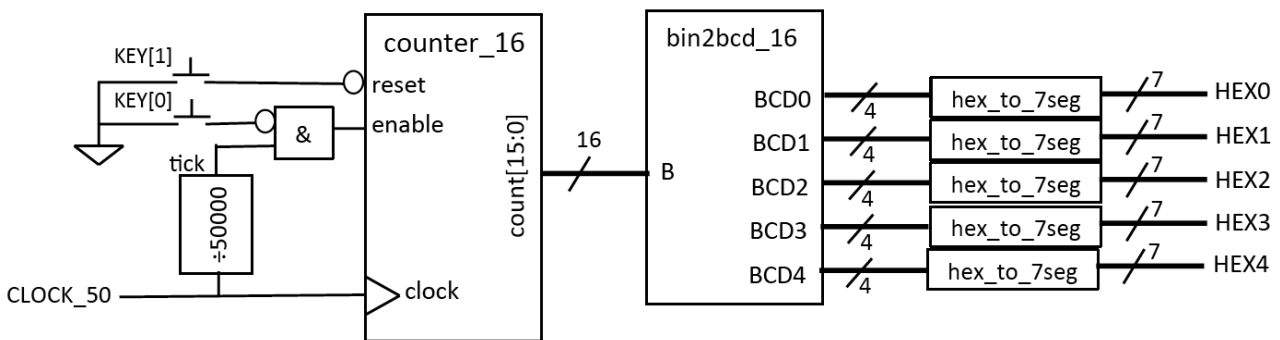 counter_16
KEY[1]
reset
KEY[0]
&
enable
tick
÷50000
CLOCK_50
clock
count[15:0]
16
bin2bcd_16
B
BCD0
4
hex_to_7seg
7
HEX0
BCD1
4
hex_to_7seg
7
HEX1
BCD2
4
hex_to_7seg
7
HEX2
BCD3
4
hex_to_7seg
7
HEX3
BCD4
4
hex_to_7seg
7
HEX4